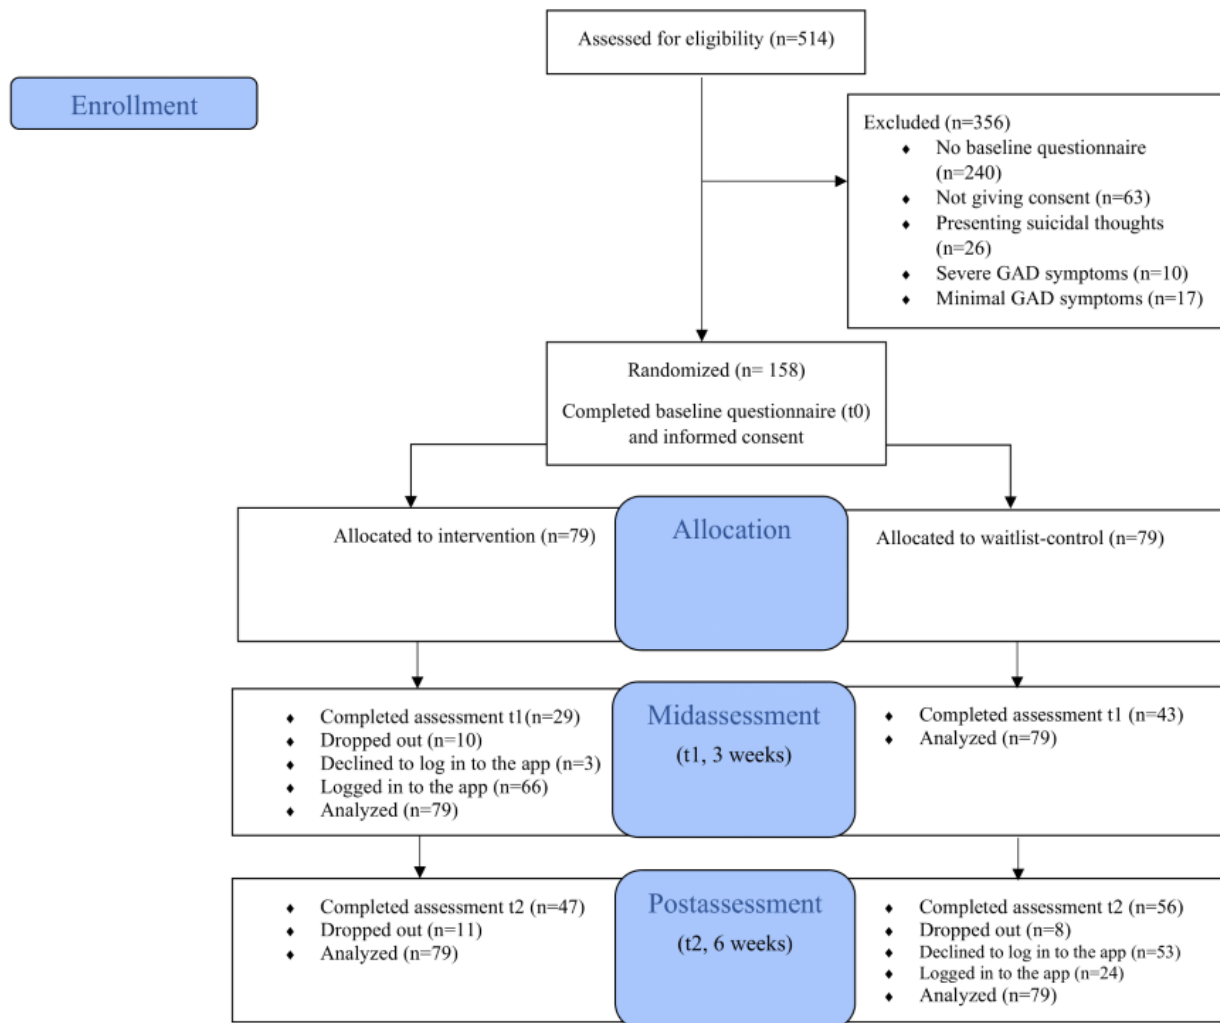 Assessed for eligibility (n=514)
Enrollment
Excluded (n=356)
♦ No baseline questionnaire
(n=240)
♦ Not giving consent (n=63)
♦ Presenting suicidal thoughts
(n=26)
♦ Severe GAD symptoms (n=10)
♦ Minimal GAD symptoms (n=17)
Randomized (n= 158)
Completed baseline questionnaire (t0)
and informed consent
Allocated to intervention (n=79)
Allocation
Allocated to waitlist-control (n=79)
♦ Completed assessment t1(n=29)
♦ Dropped out (n=10)
♦ Declined to log in to the app (n=3)
♦ Logged in to the app (n=66)
♦ Analyzed (n=79)
Midassessment
(t1, 3 weeks)
♦ Completed assessment t1 (n=43)
♦ Analyzed (n=79)
♦ Completed assessment t2 (n=47)
♦ Dropped out (n=11)
♦ Analyzed (n=79)
Postassessment
(t2, 6 weeks)
♦ Completed assessment t2 (n=56)
♦ Dropped out (n=8)
♦ Declined to log in to the app (n=53)
♦ Logged in to the app (n=24)
♦ Analyzed (n=79)